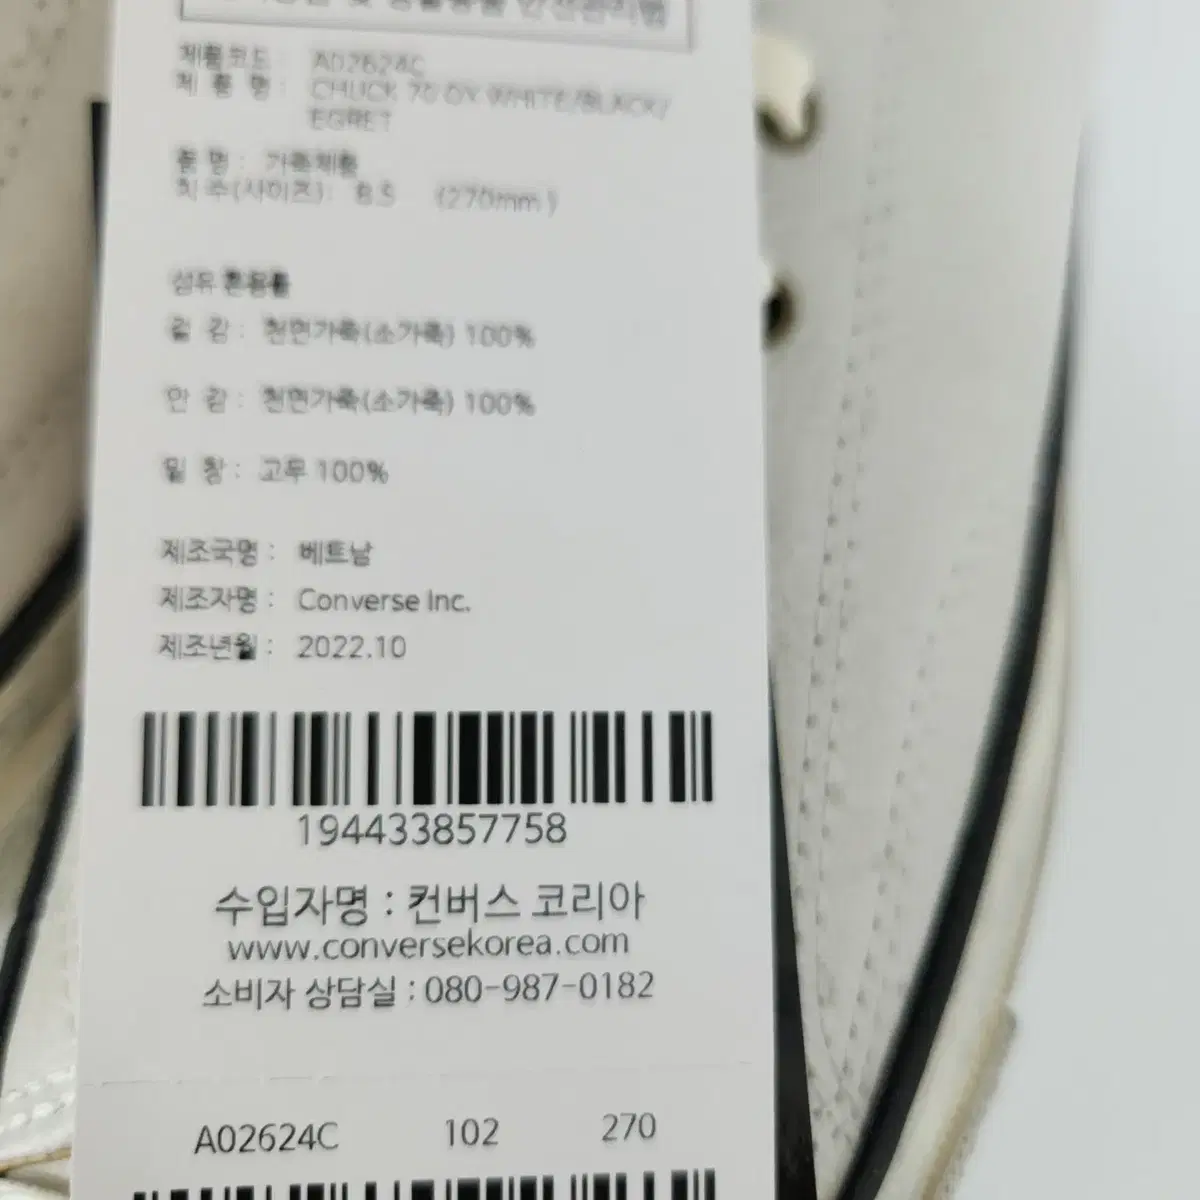 제품코드 : A02624C
제 품 명 : CHUCK 70 OX WHITE/BLACK/
EGRET
품 명 : 가죽제품
칫 수(사이즈) : 8.5 (270mm)
섬유 혼용률
겉 감 : 천연가죽(소가죽) 100%
안 감 : 천연가죽(소가죽) 100%
밑 창 : 고무 100%
제조국명 : 베트남
제조자명 : Converse Inc.
제조년월 : 2022.10
194433857758
수입자명 : 컨버스 코리아
www.conversekorea.com
소비자 상담실 : 080-987-0182
A02624C 102 270